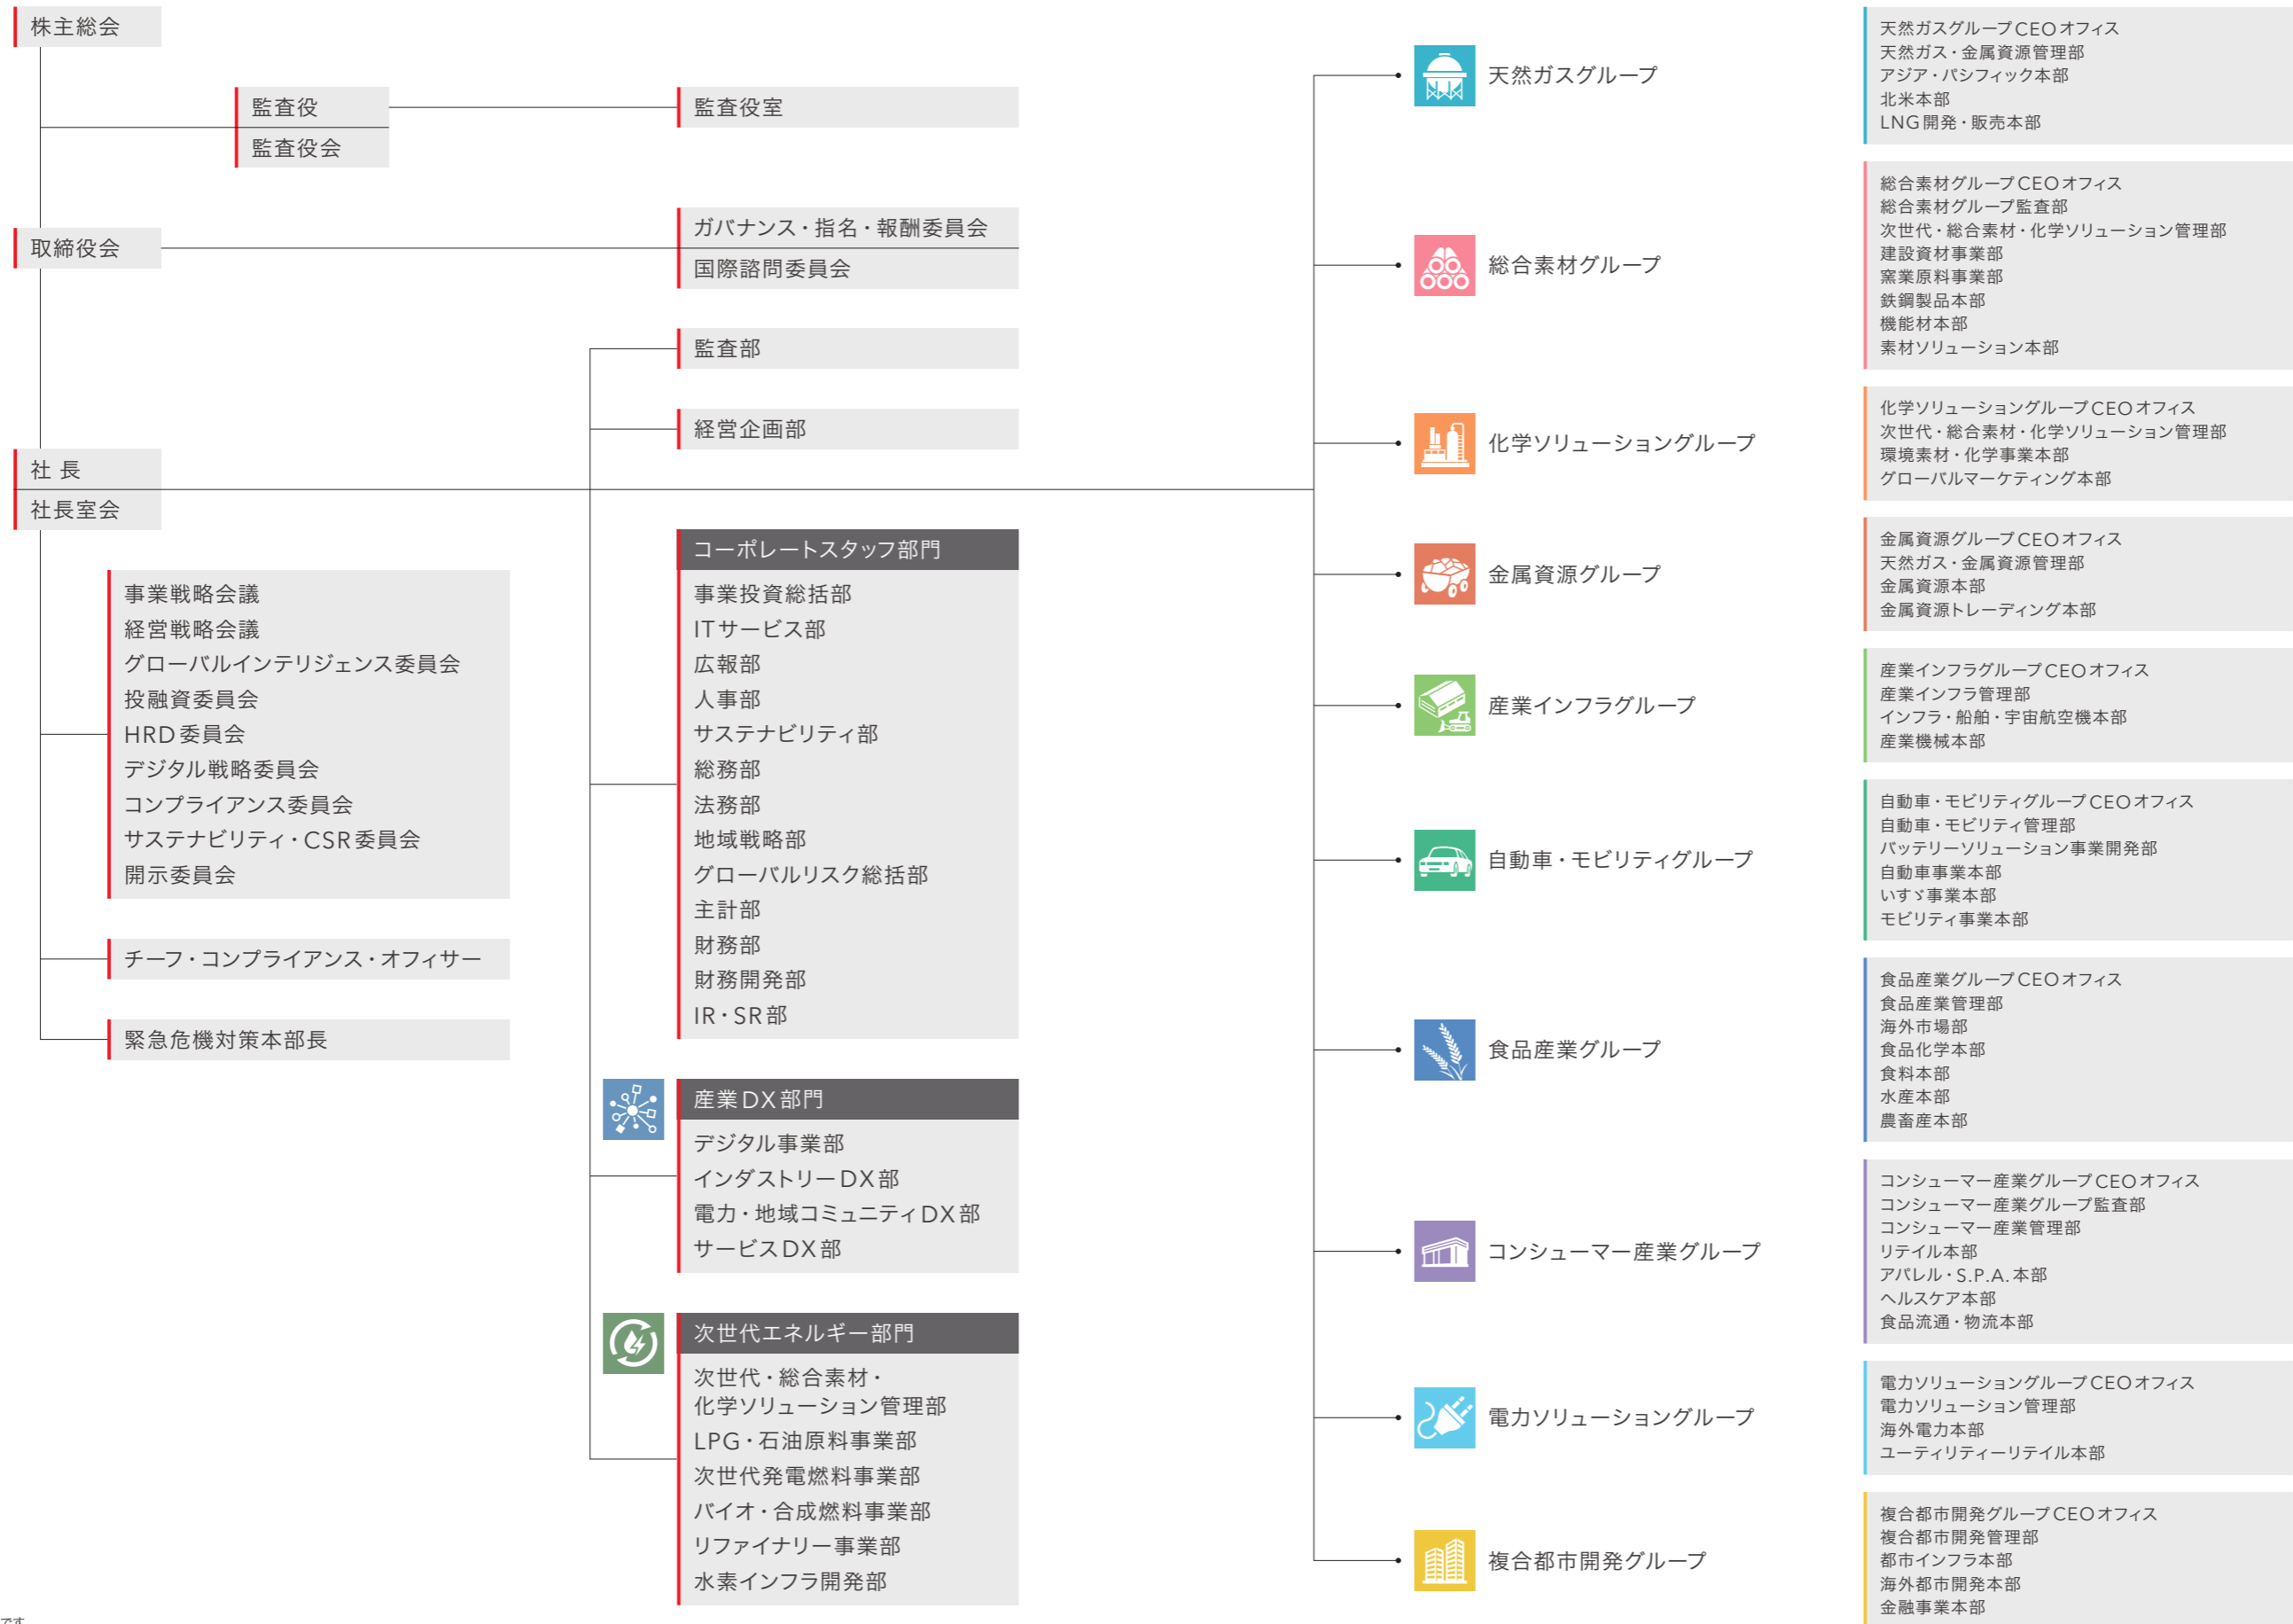 株主総会
監査役
監査役会
監査役室
取締役会
ガバナンス・指名・報酬委員会
国際諮問委員会
監査部
経営企画部
社 長
社長室会
事業戦略会議
経営戦略会議
グローバルインテリジェンス委員会
投融資委員会
HRD委員会
デジタル戦略委員会
コンプライアンス委員会
サステナビリティ・CSR委員会
開示委員会
チーフ・コンプライアンス・オフィサー
緊急危機対策本部長
コーポレートスタッフ部門
事業投資総括部
ITサービス部
広報部
人事部
サステナビリティ部
総務部
法務部
地域戦略部
グローバルリスク総括部
主計部
財務部
財務開発部
IR・SR部
産業DX部門
デジタル事業部
インダストリーDX部
電力・地域コミュニティDX部
サービスDX部
次世代エネルギー部門
次世代・総合素材・
化学ソリューション管理部
LPG・石油原料事業部
次世代発電燃料事業部
バイオ・合成燃料事業部
リファイナリー事業部
水素インフラ開発部
天然ガスグループ
天然ガスグループCEOオフィス
天然ガス・金属資源管理部
アジア・パシフィック本部
北米本部
LNG開発・販売本部
総合素材グループ
総合素材グループCEOオフィス
総合素材グループ監査部
次世代・総合素材・化学ソリューション管理部
建設資材事業部
窯業原料事業部
鉄鋼製品本部
機能材本部
素材ソリューション本部
化学ソリューショングループ
化学ソリューショングループCEOオフィス
次世代・総合素材・化学ソリューション管理部
環境素材・化学事業本部
グローバルマーケティング本部
金属資源グループ
金属資源グループCEOオフィス
天然ガス・金属資源管理部
金属資源本部
金属資源トレーディング本部
産業インフラグループ
産業インフラグループCEOオフィス
産業インフラ管理部
インフラ・船舶・宇宙航空機本部
産業機械本部
自動車・モビリティグループ
自動車・モビリティグループCEOオフィス
自動車・モビリティ管理部
バッテリーソリューション事業開発部
自動車事業本部
いすゞ事業本部
モビリティ事業本部
食品産業グループ
食品産業グループCEOオフィス
食品産業管理部
海外市場部
食品化学本部
食料本部
水産本部
農畜産本部
コンシューマー産業グループ
コンシューマー産業グループCEOオフィス
コンシューマー産業グループ監査部
コンシューマー産業管理部
リテイル本部
アパレル・S.P.A.本部
ヘルスケア本部
食品流通・物流本部
電力ソリューショングループ
電力ソリューショングループCEOオフィス
電力ソリューション管理部
海外電力本部
ユーティリティーリテイル本部
複合都市開発グループ
複合都市開発グループCEOオフィス
複合都市開発管理部
都市インフラ本部
海外都市開発本部
金融事業本部
です